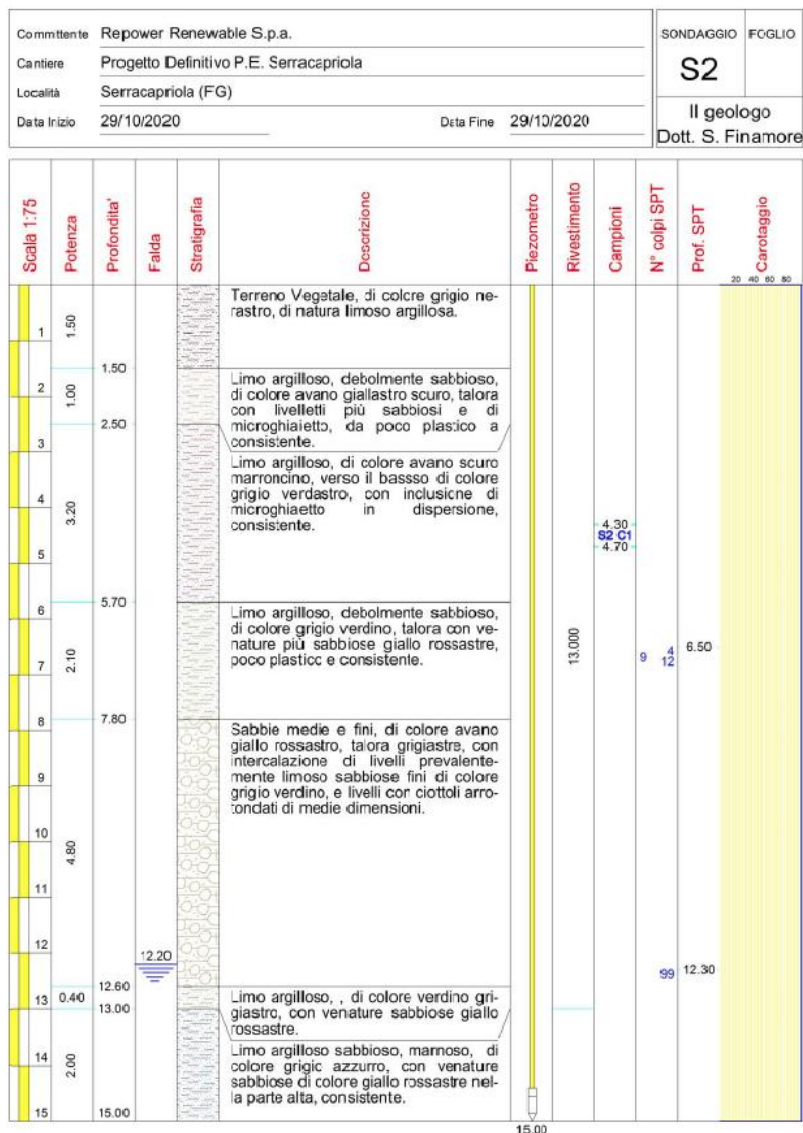 Committente Repower Renewable S.p.a.
Cantiere Progetto Definitivo P.E. Serracapriola
Località Serracapriola (FG)
Data Inizio 29/10/2020 Data Fine 29/10/2020
SONDAGGIO FOGLIO
S2
Il geologo
Dott. S. Finamore
Scala 1:75 Potenza Profondita' Falda Stratigrafia Descrizione Piezometro Rivestimento Campioni N° colpi SPT Prof. SPT Carotaggio
20 40 60 80
Terreno Vegetale, di colore grigio ne-
rastro, di natura limoso argillosa.
1 1.50
1.50
Limo argilloso, debolmente sabbioso,
di colore avano giallastro scuro, talora
con livelletti più sabbiosi e di
microghiaietto, da poco plastico a
consistente.
2 1.00
2.50
3
Limo argilloso, di colore avano scuro
marroncino, verso il bassso di colore
grigio verdastro, con inclusione di
microghiaetto in dispersione,
consistente.
4 3.20
4.30
S2 C1
4.70
5
5.70
6
Limo argilloso, debolmente sabbioso,
di colore grigio verdino, talora con ve-
nature più sabbiose giallo rossastre,
poco plastico e consistente.
7 2.10 13.000
9 4
12
6.50
8 7.80
Sabbie medie e fini, di colore avano
giallo rossastro, talora grigiastre, con
intercalazione di livelli prevalente-
mente limoso sabbiose fini di colore
grigio verdino, e livelli con ciottoli arro-
tondati di medie dimensioni.
9
10
4.80
11
12
12.20
99 12.30
12.60
13 0.40
13.00
Limo argilloso, , di colore verdino gri-
giastro, con venature sabbiose giallo
rossastre.
Limo argilloso sabbioso, marnoso, di
colore grigio azzurro, con venature
sabbiose di colore giallo rossastre nel-
la parte alta, consistente.
14 2.00
15 15.00
15.00